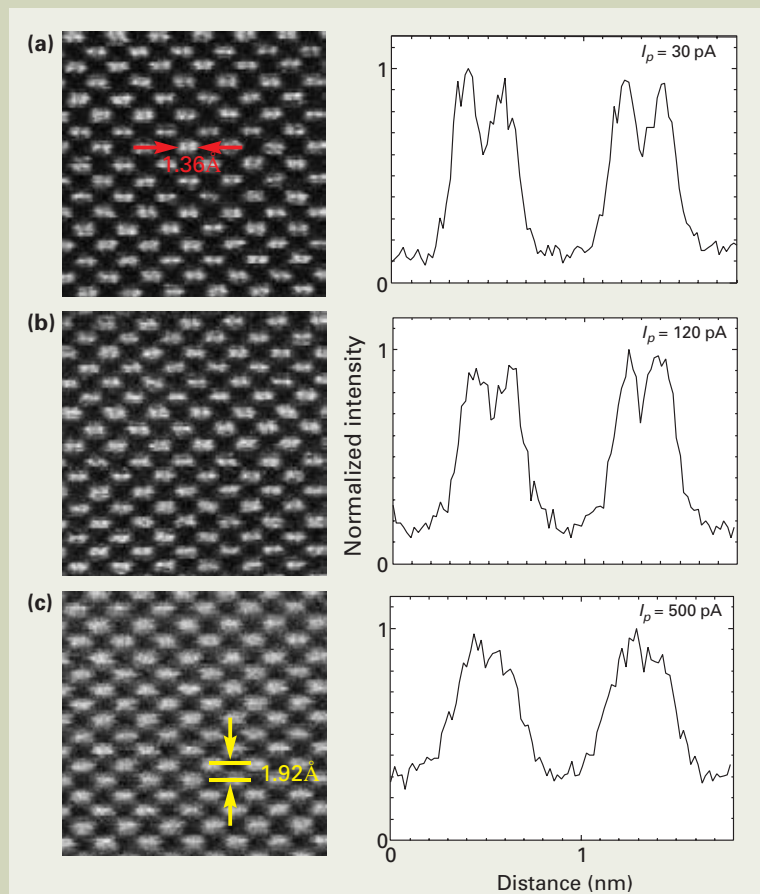 (a)
1.36Å
I_p = 30 pA
1
0
(b)
I_p = 120 pA
1
0
Normalized intensity
(c)
1.92Å
I_p = 500 pA
1
0
0
1
Distance (nm)